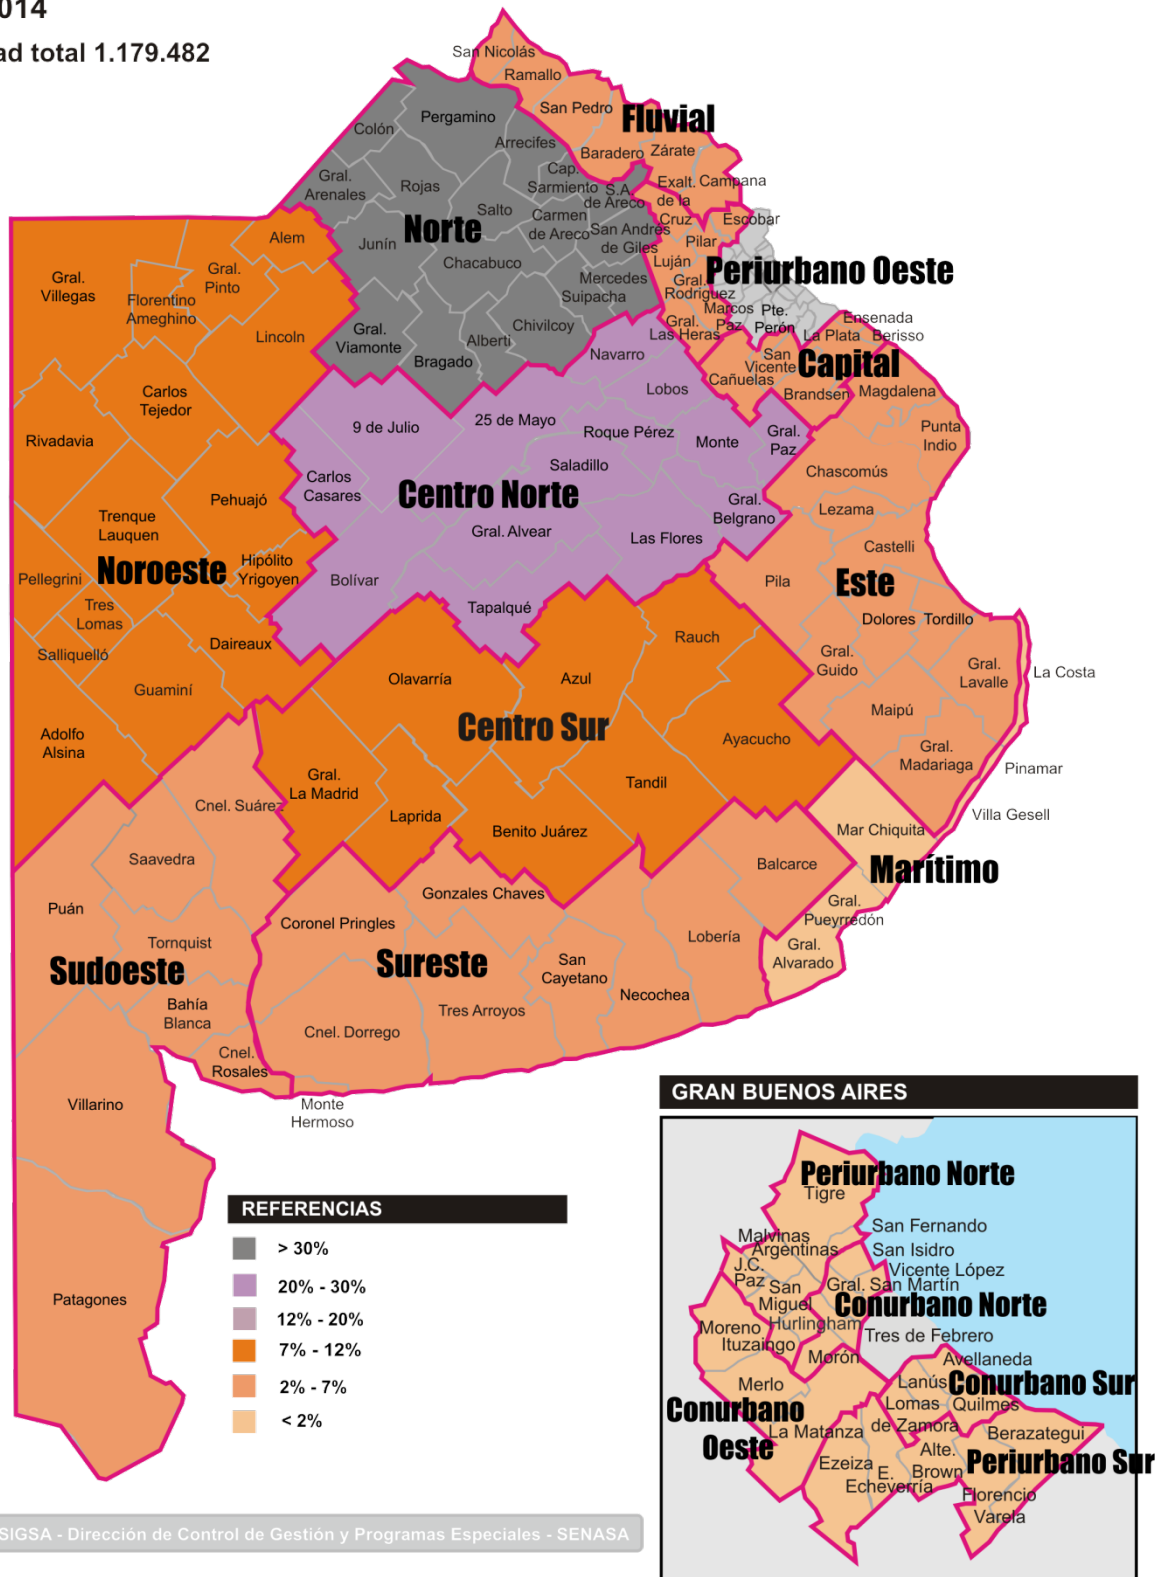 014
ad total 1.179.482
San Nicolás
Ramallo
San Pedro
Fluvial
Baradero
Zárate
Exalt.
de la
Cruz
Campana
Escobar
Pergamino
Colón
Arrecifes
Gral.
Arenales
Rojas
Cap.
Sarmiento
S.A.
de Areco
Salto
Norte
Carmen
de Areco
San Andrés
de Giles
Junín
Chacabuco
Mercedes
Suipacha
Chivilcoy
Alberti
Gral.
Viamonte
Bragado
Pilar
Luján
Periurbano Oeste
Gral.
Rodríguez
Marcos
Paz
Pte.
Perón
Gral.
Las Heras
Ensenada
La Plata
Berisso
San
Vicente
Capital
Cañuelas
Brandsen
Magdalena
Alem
Gral.
Villegas
Gral.
Pinto
Florentino
Ameghino
Lincoln
Carlos
Tejedor
Rivadavia
Pehuajó
Trenque
Lauquen
Noroeste
Hipólito
Yrigoyen
Pellegrini
Tres
Lomas
Salliquelló
Daireaux
Guaminí
Adolfo
Alsina
Navarro
Lobos
9 de Julio
25 de Mayo
Roque Pérez
Monte
Gral.
Paz
Saladillo
Carlos
Casares
Centro Norte
Gral.
Belgrano
Gral. Alvear
Las Flores
Bolívar
Tapalqué
Punta
Indio
Chascomús
Lezama
Castelli
Pila
Este
Dolores
Tordillo
Gral.
Guido
Gral.
Lavalle
La Costa
Maipú
Gral.
Madariaga
Pinamar
Villa Gesell
Rauch
Olavarría
Azul
Centro Sur
Ayacucho
Gral.
La Madrid
Tandil
Laprida
Benito Juárez
Mar Chiquita
Marítimo
Gral.
Pueyrredón
Gral.
Alvarado
Cnel. Suárez
Saavedra
Puán
Tornquist
Sudoeste
Bahía
Blanca
Cnel.
Rosales
Villarino
Patagones
Balcarce
Gonzales Chaves
Coronel Pringles
Lobería
Sureste
San
Cayetano
Necochea
Tres Arroyos
Cnel. Dorrego
Monte
Hermoso
REFERENCIAS
> 30%
20% - 30%
12% - 20%
7% - 12%
2% - 7%
< 2%
SIGSA - Dirección de Control de Gestión y Programas Especiales - SENASA
GRAN BUENOS AIRES
Periurbano Norte
Tigre
San Fernando
Malvinas
Argentinas
San Isidro
J.C.
Paz
Vicente López
San
Miguel
Gral. San Martín
Conurbano Norte
Hurlingham
Moreno
Tres de Febrero
Ituzaingo
Morón
Avellaneda
Merlo
Lanús
Conurbano Sur
Lomas
de Zamora
Quilmes
Conurbano
Oeste
La Matanza
Berazategui
Alte.
Brown
Ezeiza
E.
Echeverría
Periurbano Sur
Florencio
Varela